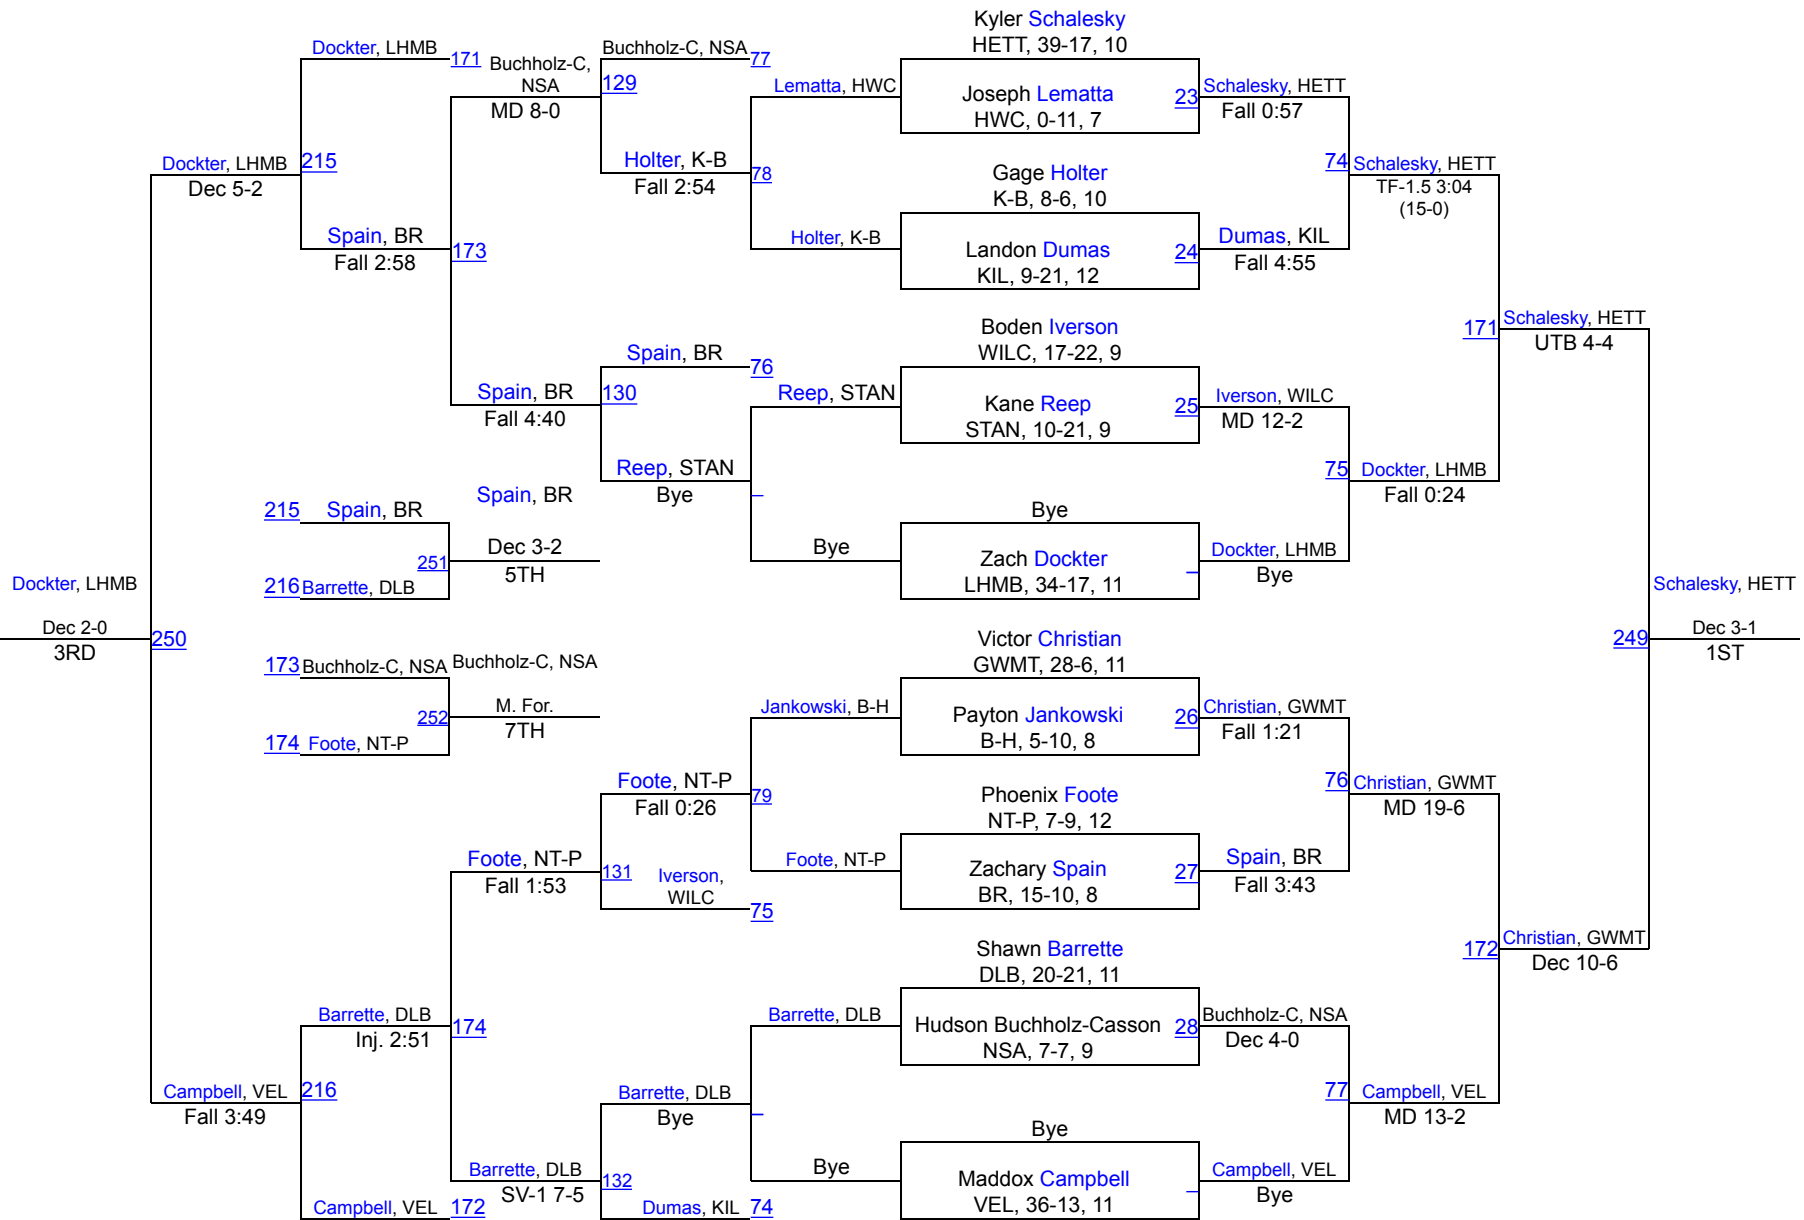 Kyler Schalesky
HETT, 39-17, 10
Dockter, LHMB
171
Buchholz-C,
NSA
MD 8-0
Buchholz-C, NSA
77
129
Lematta, HWC
Joseph Lematta
HWC, 0-11, 7
23
Schalesky, HETT
Fall 0:57
Dockter, LHMB
Dec 5-2
215
Holter, K-B
Fall 2:54
78
Gage Holter
K-B, 8-6, 10
74
Schalesky, HETT
TF-1.5 3:04
(15-0)
Spain, BR
Fall 2:58
173
Holter, K-B
Landon Dumas
KIL, 9-21, 12
24
Dumas, KIL
Fall 4:55
Boden Iverson
WILC, 17-22, 9
171
Schalesky, HETT
UTB 4-4
Spain, BR
76
Spain, BR
Fall 4:40
130
Reep, STAN
Kane Reep
STAN, 10-21, 9
25
Iverson, WILC
MD 12-2
Reep, STAN
Bye
75
Dockter, LHMB
Fall 0:24
215
Spain, BR
Spain, BR
Bye
Dec 3-2
5TH
251
216
Barrette, DLB
Bye
Zach Dockter
LHMB, 34-17, 11
Dockter, LHMB
Bye
Dockter, LHMB
Dec 2-0
3RD
250
Schalesky, HETT
Dec 3-1
1ST
249
Victor Christian
GWMT, 28-6, 11
173
Buchholz-C, NSA
Buchholz-C, NSA
M. For.
7TH
252
174
Foote, NT-P
Jankowski, B-H
Payton Jankowski
B-H, 5-10, 8
26
Christian, GWMT
Fall 1:21
Foote, NT-P
Fall 0:26
79
Phoenix Foote
NT-P, 7-9, 12
76
Christian, GWMT
MD 19-6
Foote, NT-P
Fall 1:53
131
Iverson,
WILC
75
Foote, NT-P
Zachary Spain
BR, 15-10, 8
27
Spain, BR
Fall 3:43
Shawn Barrette
DLB, 20-21, 11
172
Christian, GWMT
Dec 10-6
Barrette, DLB
Inj. 2:51
174
Barrette, DLB
Hudson Buchholz-Casson
NSA, 7-7, 9
28
Buchholz-C, NSA
Dec 4-0
Campbell, VEL
Fall 3:49
216
Barrette, DLB
Bye
77
Campbell, VEL
MD 13-2
Bye
Barrette, DLB
SV-1 7-5
132
Bye
Maddox Campbell
VEL, 36-13, 11
Campbell, VEL
Bye
Campbell, VEL
172
Dumas, KIL
74